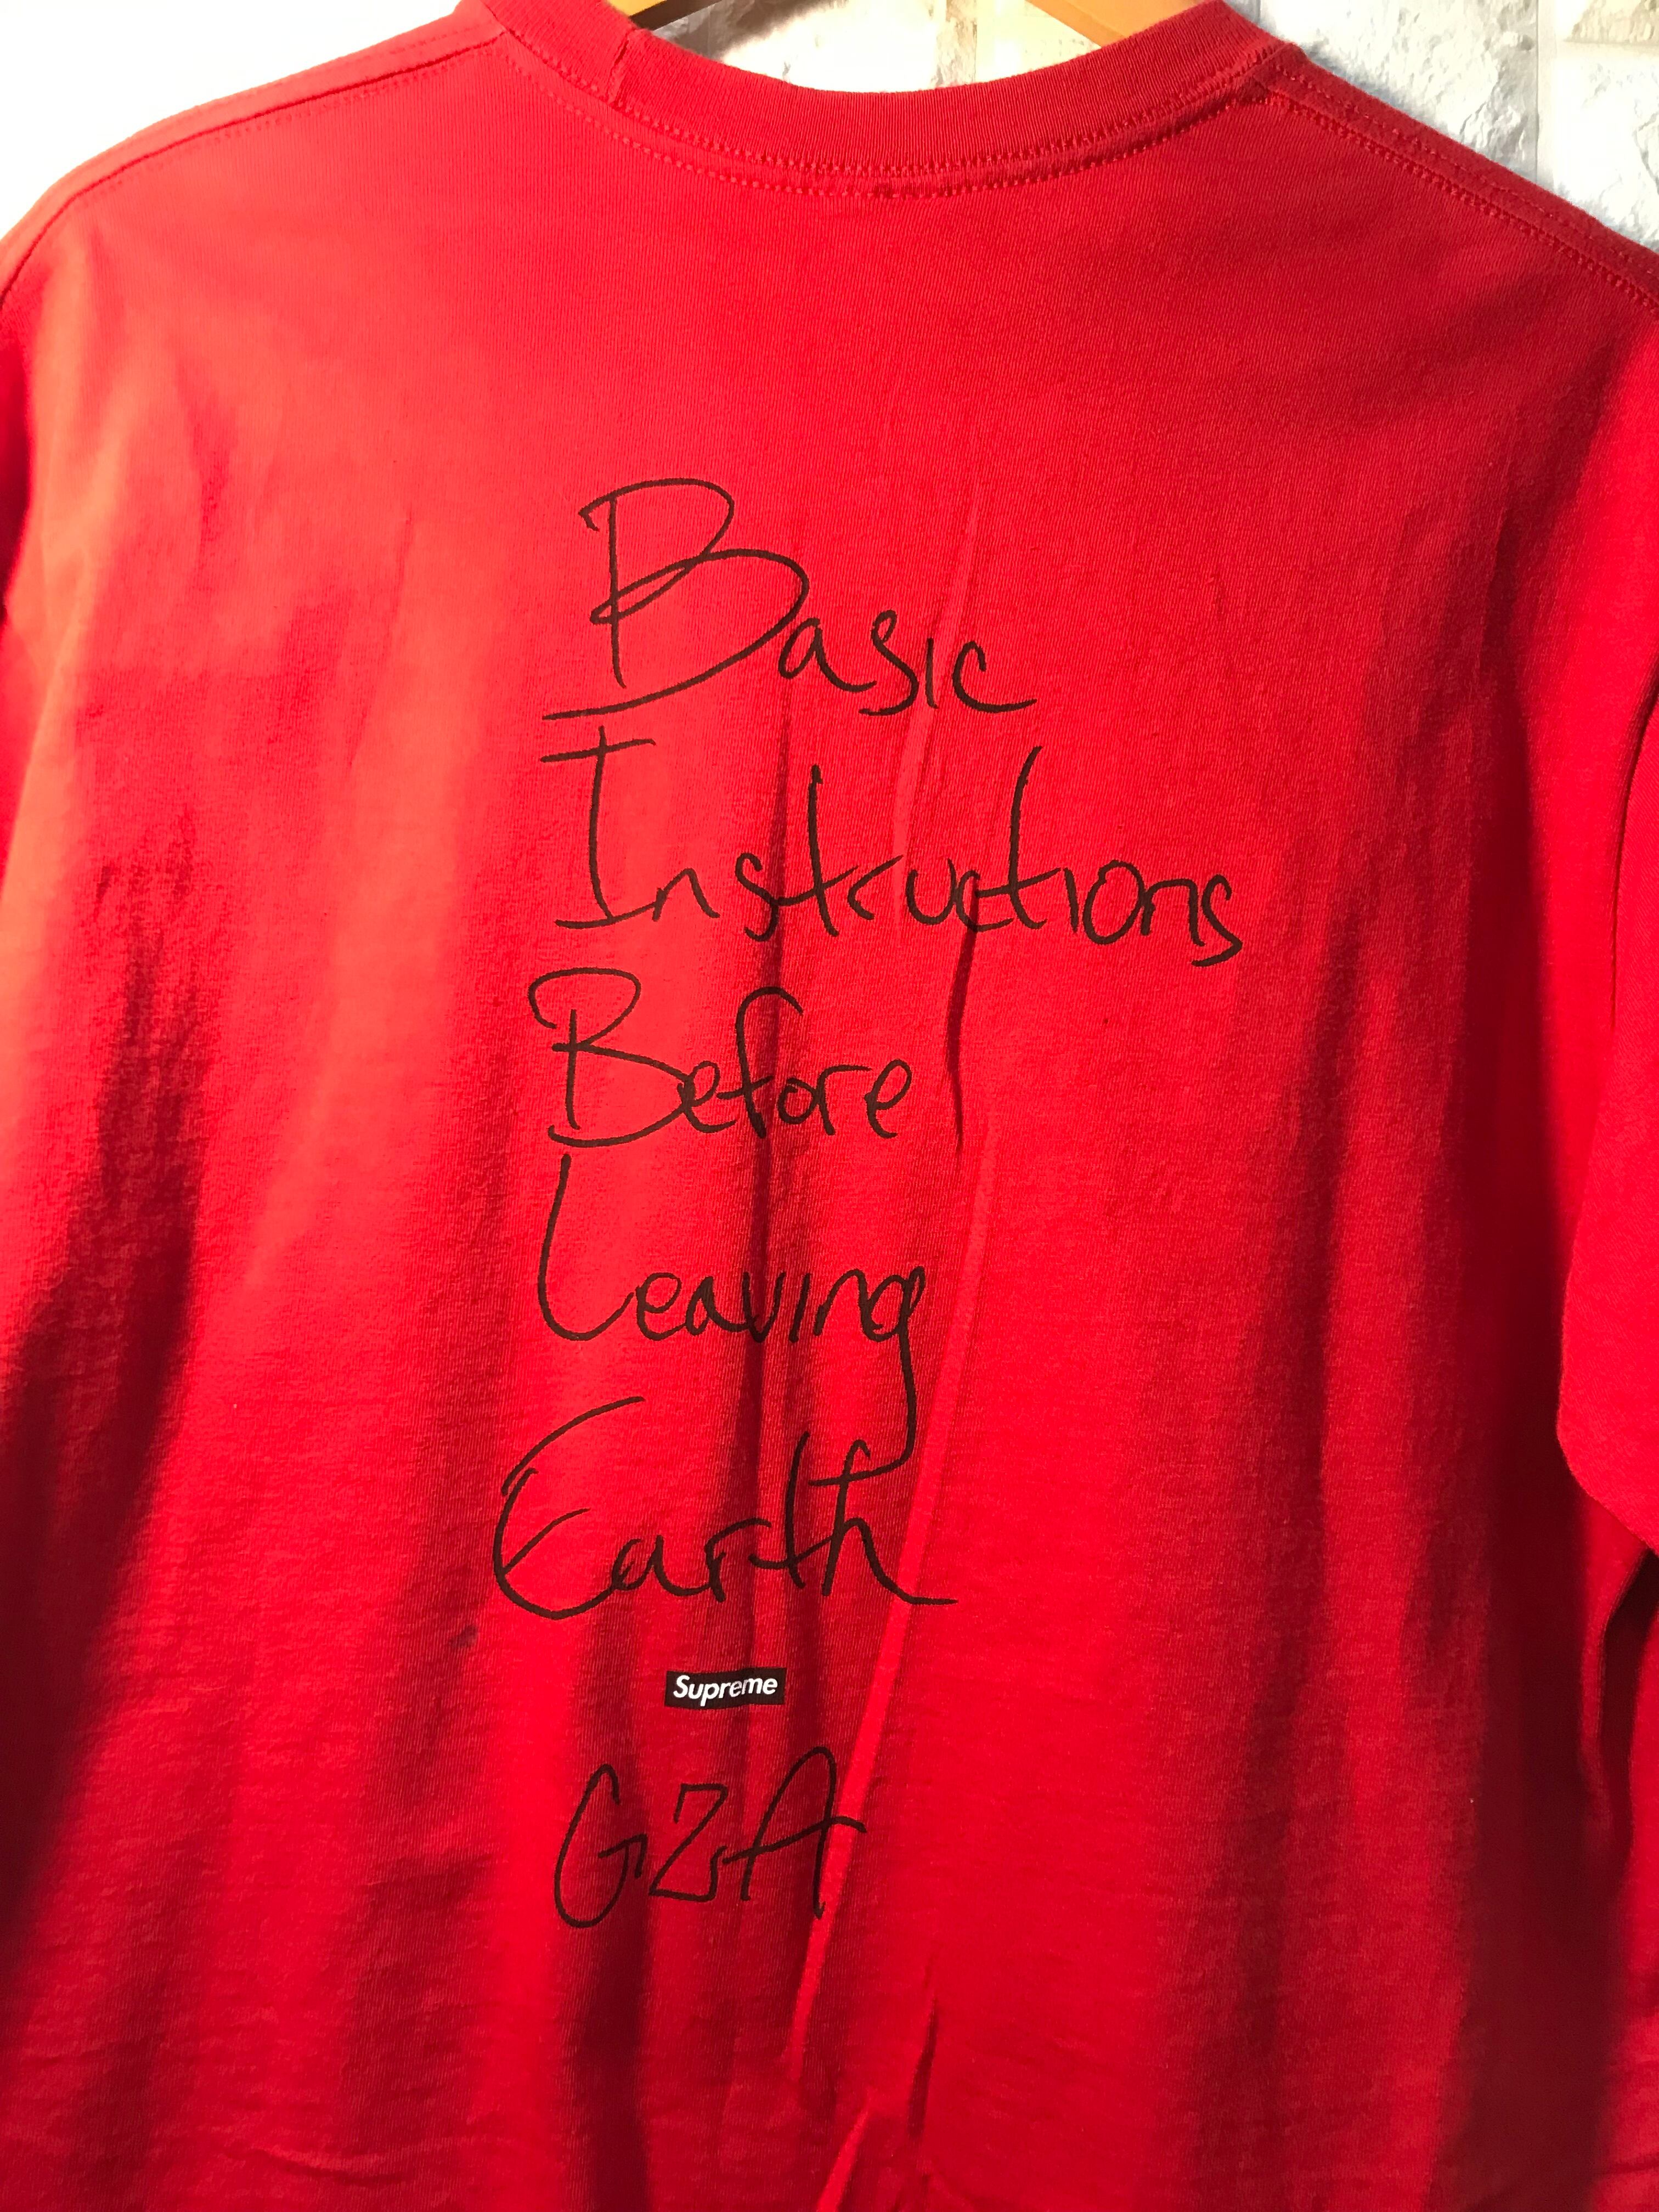 Basic
Instructions
Before
Leaving
Earth
Supreme
GZA